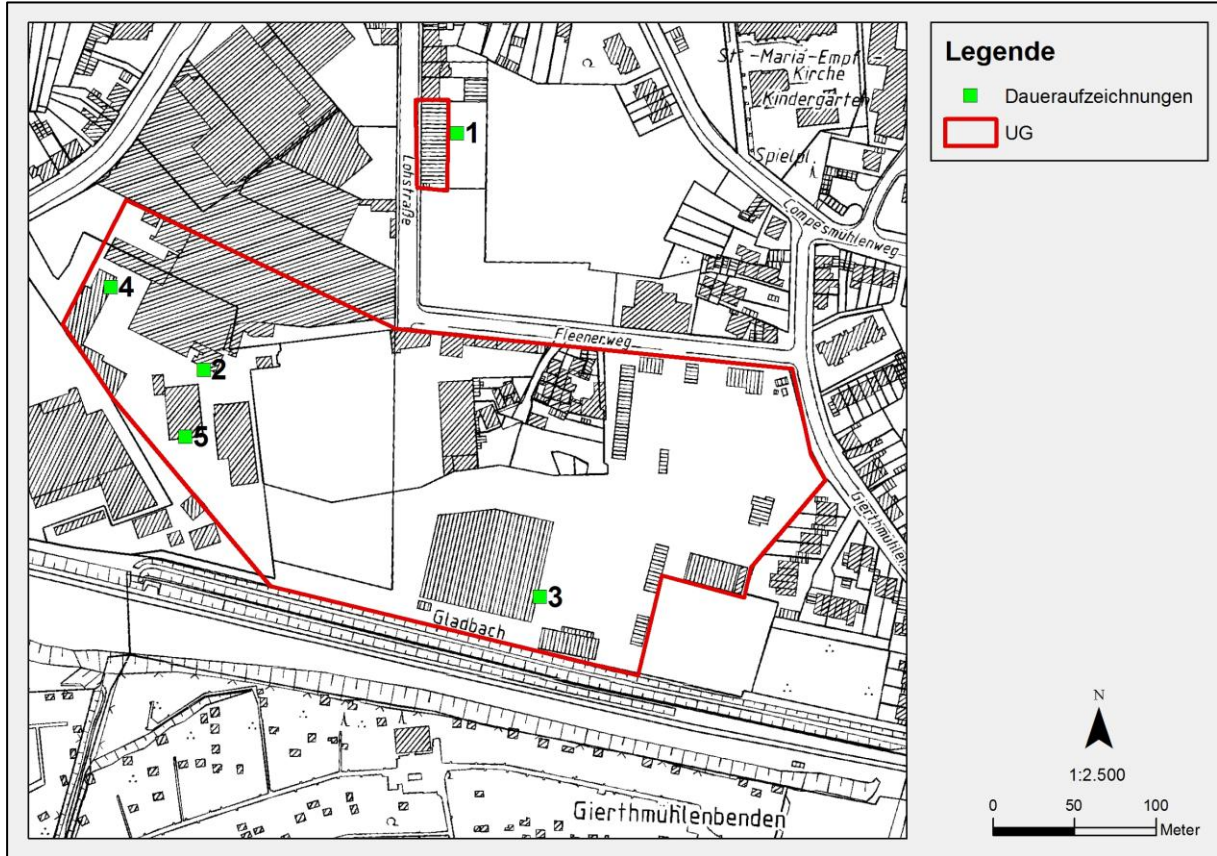 St.-Maria-Empf.-
Kirche
Kindergarten
Spielpl.
Compesmühlenweg
Lohstraße
Fleenerweg
Gladbach
Gierthmühlenbenden
1
4
2
5
3
Legende
Daueraufzeichnungen
UG
N
1:2.500
0 50 100
Meter